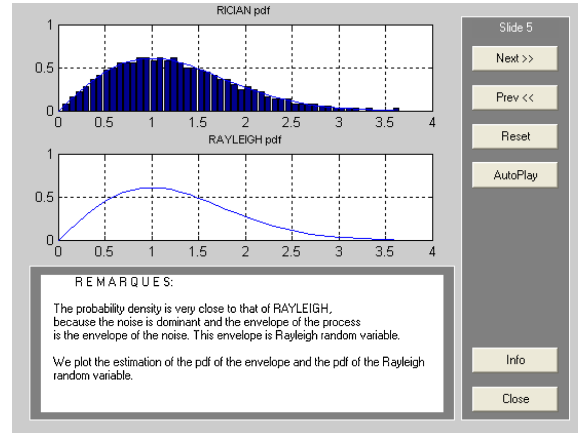 RICIAN pdf
1
0.5
0
0 0.5 1 1.5 2 2.5 3 3.5 4
RAYLEIGH pdf
1
0.5
0
0 0.5 1 1.5 2 2.5 3 3.5 4
R E M A R Q U E S:
The probability density is very close to that of RAYLEIGH,
because the noise is dominant and the envelope of the process
is the envelope of the noise. This envelope is Rayleigh random variable.
We plot the estimation of the pdf of the envelope and the pdf of the Rayleigh
random variable.
Slide 5
Next >>
Prev <<
Reset
AutoPlay
Info
Close